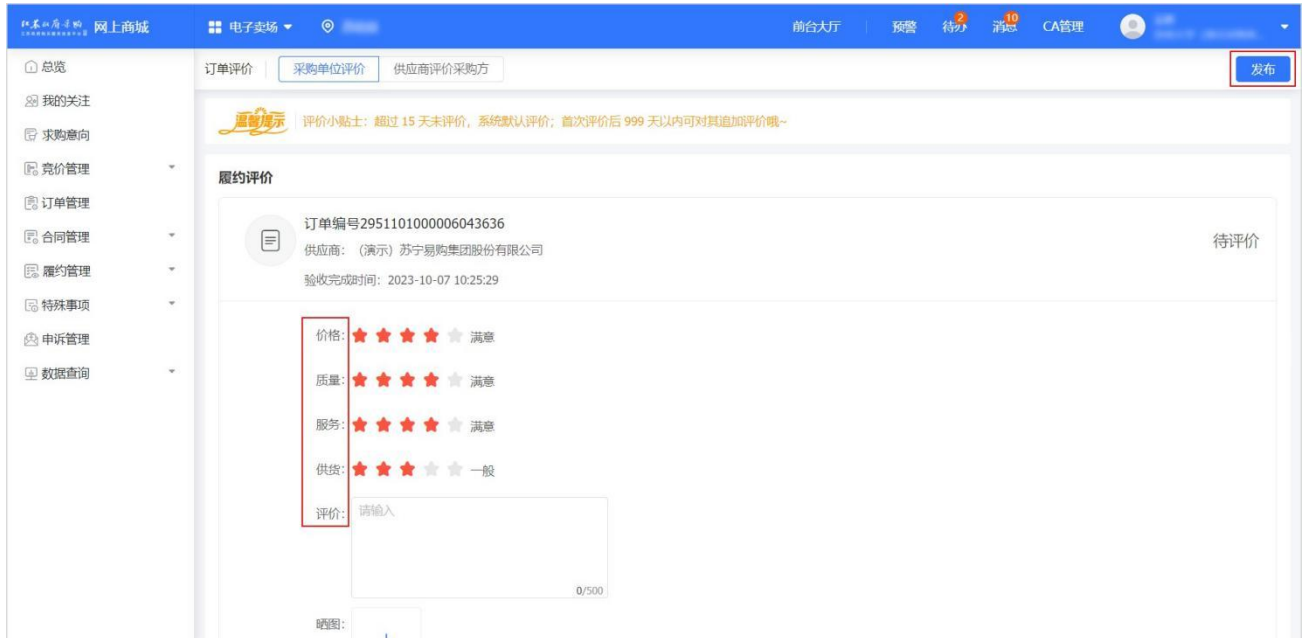 江苏政府采购 网上商城 电子卖场 前台大厅 预警 待办 2 消息 10 CA管理
总览
我的关注
求购意向
竞价管理
订单管理
合同管理
履约管理
特殊事项
申诉管理
数据查询
订单评价 采购单位评价 供应商评价采购方 发布
温馨提示 评价小贴士：超过 15 天未评价，系统默认评价；首次评价后 999 天以内可对其追加评价哦~
履约评价
订单编号2951101000006043636
供应商：（演示）苏宁易购集团股份有限公司
验收完成时间：2023-10-07 10:25:29
待评价
价格： 满意
质量： 满意
服务： 满意
供货： 一般
评价： 请输入
0/500
晒图：